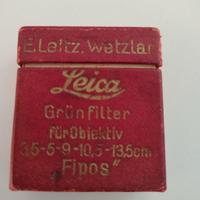 E. Leitz. Wetzlar
Leica
Grünfilter
für Objektiv
3,5-5-9-10,5-13,5cm
"Fipos"